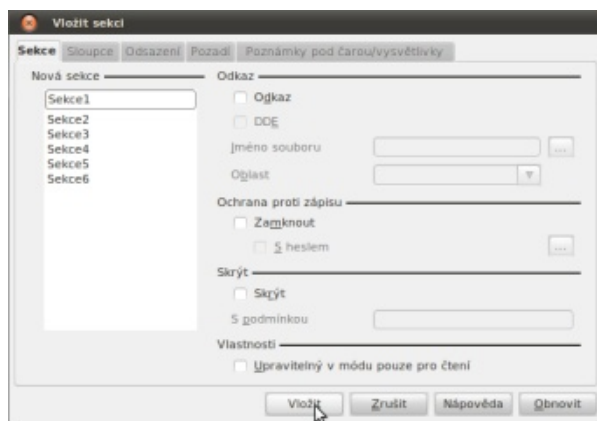 Vložit sekci
Sekce Sloupce Odsazení Pozadí Poznámky pod čarou/vysvětlivky
Nová sekce
Sekce1
Sekce2
Sekce3
Sekce4
Sekce5
Sekce6
Odkaz
Odkaz
DDE
Jméno souboru
...
Oblast
Ochrana proti zápisu
Zamknout
S heslem
...
Skrýt
Skrýt
S podmínkou
Vlastnosti
Upravitelný v módu pouze pro čtení
Vložit Zrušit Nápověda Obnovit